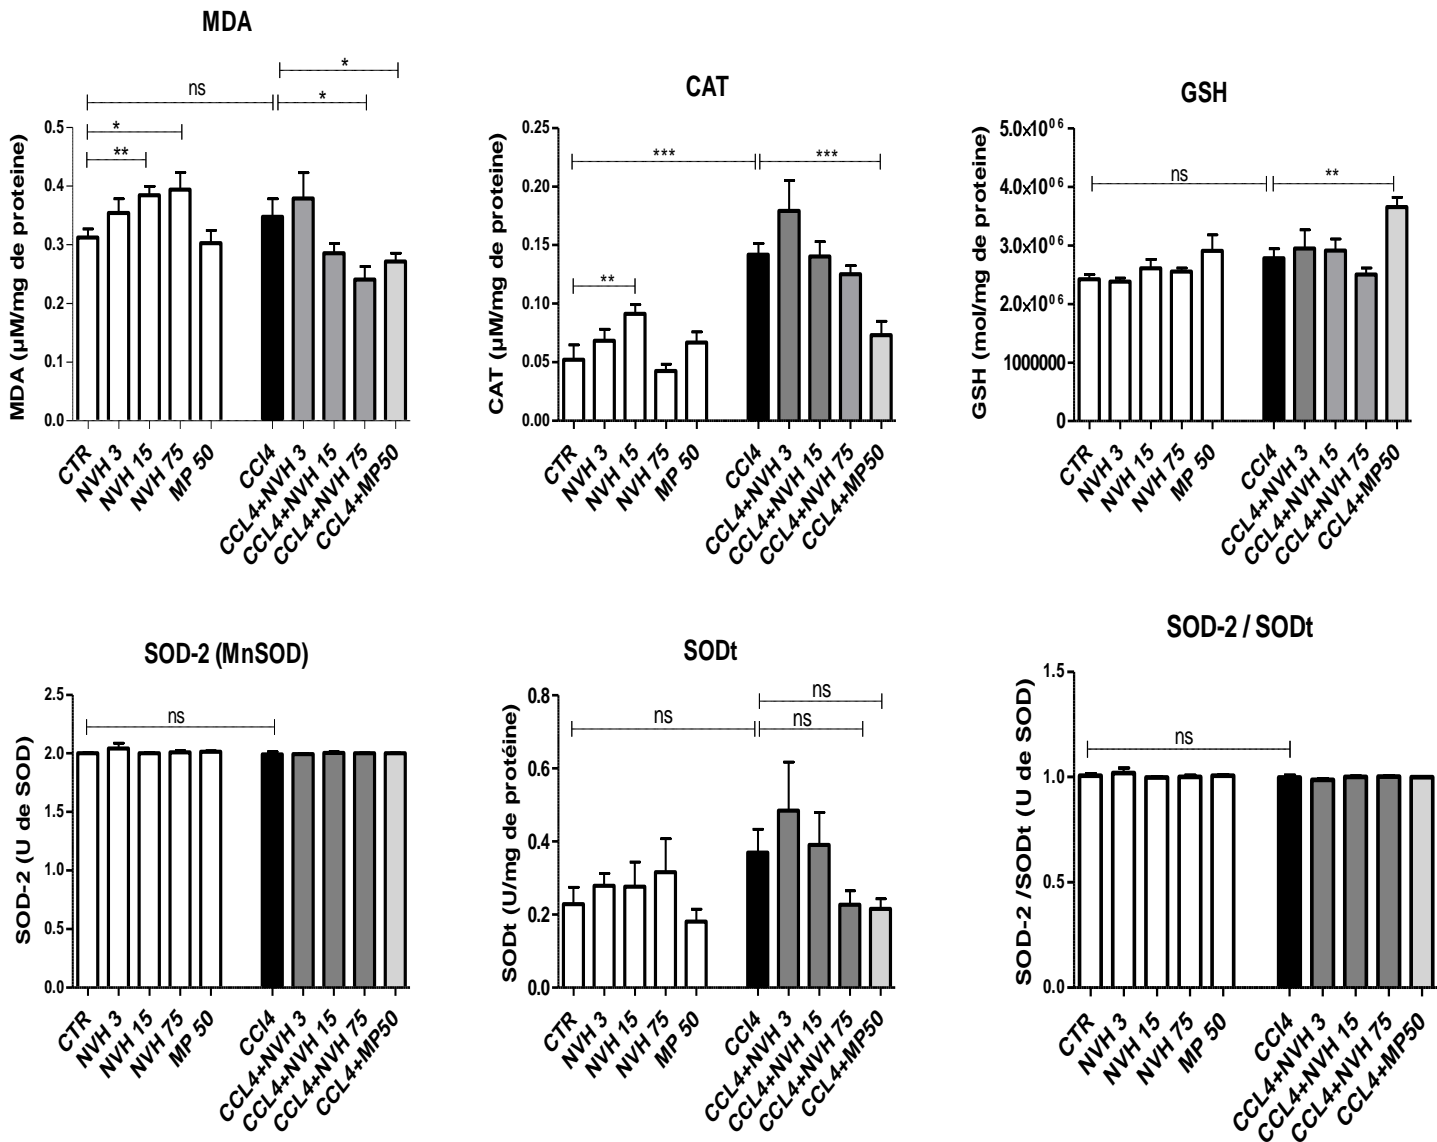 MDA
MDA (µM/mg de proteine)
0.5
0.4
0.3
0.2
0.1
0.0
ns
*
*
*
**
CTR
NVH 3
NVH 15
NVH 75
MP 50
CCl4
CCL4+NVH 3
CCL4+NVH 15
CCL4+NVH 75
CCL4+MP50
CAT
CAT (µM/mg de proteine)
0.25
0.20
0.15
0.10
0.05
0.00
***
***
**
CTR
NVH 3
NVH 15
NVH 75
MP 50
CCl4
CCL4+NVH 3
CCL4+NVH 15
CCL4+NVH 75
CCL4+MP50
GSH
GSH (mol/mg de proteine)
5.0×10⁰⁶
4.0×10⁰⁶
3.0×10⁰⁶
2.0×10⁰⁶
1000000
0
ns
**
CTR
NVH 3
NVH 15
NVH 75
MP 50
CCl4
CCL4+NVH 3
CCL4+NVH 15
CCL4+NVH 75
CCL4+MP50
SOD-2 (MnSOD)
SOD-2 (U de SOD)
2.5
2.0
1.5
1.0
0.5
0.0
ns
CTR
NVH 3
NVH 15
NVH 75
MP 50
CCl4
CCL4+NVH 3
CCL4+NVH 15
CCL4+NVH 75
CCL4+MP50
SODt
SODt (U/mg de protéine)
0.8
0.6
0.4
0.2
0.0
ns
ns
ns
CTR
NVH 3
NVH 15
NVH 75
MP 50
CCl4
CCL4+NVH 3
CCL4+NVH 15
CCL4+NVH 75
CCL4+MP50
SOD-2 / SODt
SOD-2 /SODt (U de SOD)
1.5
1.0
0.5
0.0
ns
CTR
NVH 3
NVH 15
NVH 75
MP 50
CCl4
CCL4+NVH 3
CCL4+NVH 15
CCL4+NVH 75
CCL4+MP50